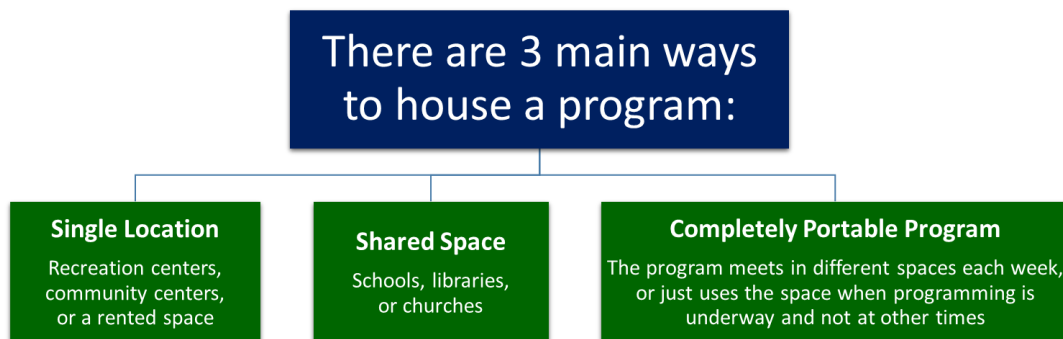 There are 3 main ways
to house a program:
Single Location
Recreation centers,
community centers,
or a rented space
Shared Space
Schools, libraries,
or churches
Completely Portable Program
The program meets in different spaces each week,
or just uses the space when programming is
underway and not at other times